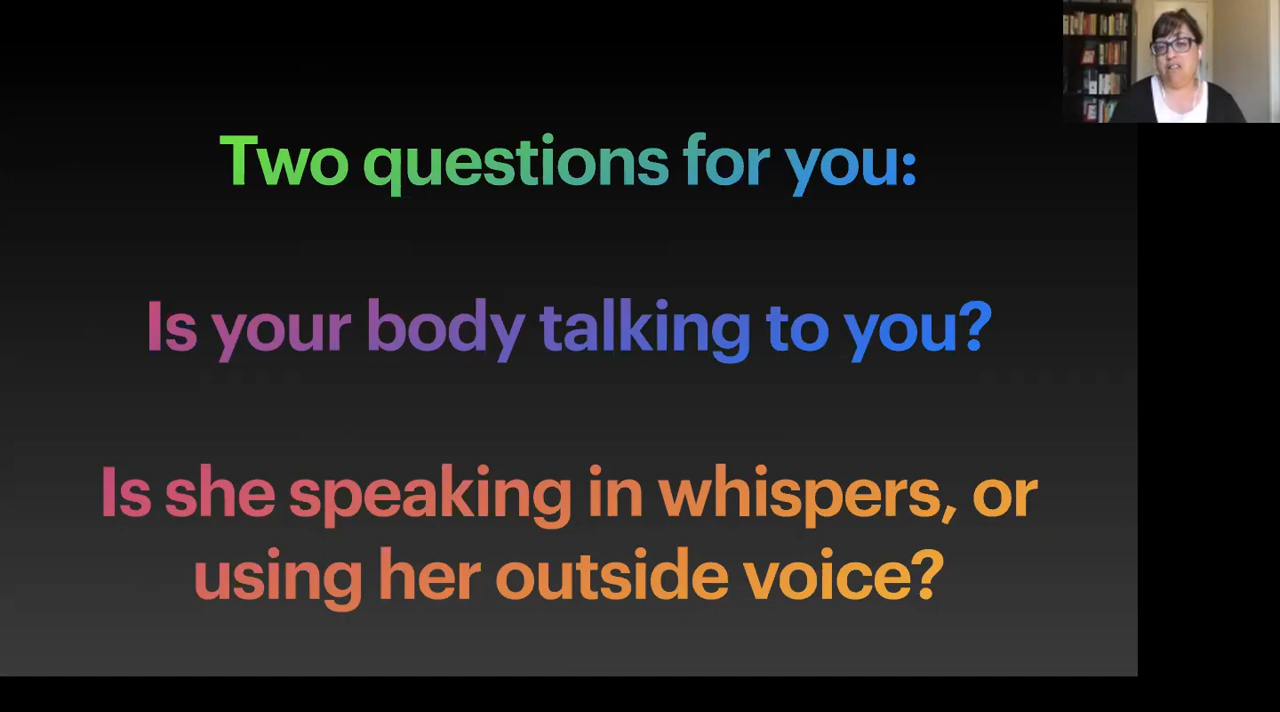 Two questions for you:
Is your body talking to you?
Is she speaking in whispers, or
using her outside voice?